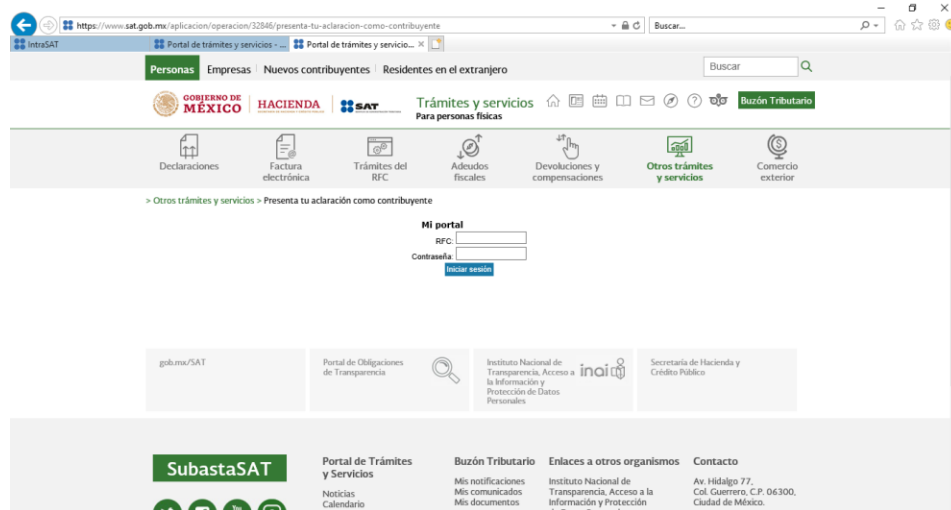 https://www.sat.gob.mx/aplicacion/operacion/32846/presenta-tu-aclaracion-como-contribuyente
Buscar...
IntraSAT
Portal de trámites y servicios - ...
Portal de trámites y servicio...
Personas
Empresas
Nuevos contribuyentes
Residentes en el extranjero
Buscar
GOBIERNO DE
MÉXICO
HACIENDA
SAT
Trámites y servicios
Para personas físicas
Buzón Tributario
Declaraciones
Factura
electrónica
Trámites del
RFC
Adeudos
fiscales
Devoluciones y
compensaciones
Otros trámites
y servicios
Comercio
exterior
> Otros trámites y servicios > Presenta tu aclaración como contribuyente
Mi portal
RFC:
Contraseña:
Iniciar sesión
gob.mx/SAT
Portal de Obligaciones
de Transparencia
Instituto Nacional de
Transparencia, Acceso a
la Información y
Protección de Datos
Personales
inai
Secretaría de Hacienda y
Crédito Público
SubastaSAT
Portal de Trámites
y Servicios
Noticias
Calendario
Buzón Tributario
Mis notificaciones
Mis comunicados
Mis documentos
Enlaces a otros organismos
Instituto Nacional de
Transparencia, Acceso a la
Información y Protección
Contacto
Av. Hidalgo 77,
Col. Guerrero, C.P. 06300,
Ciudad de México.